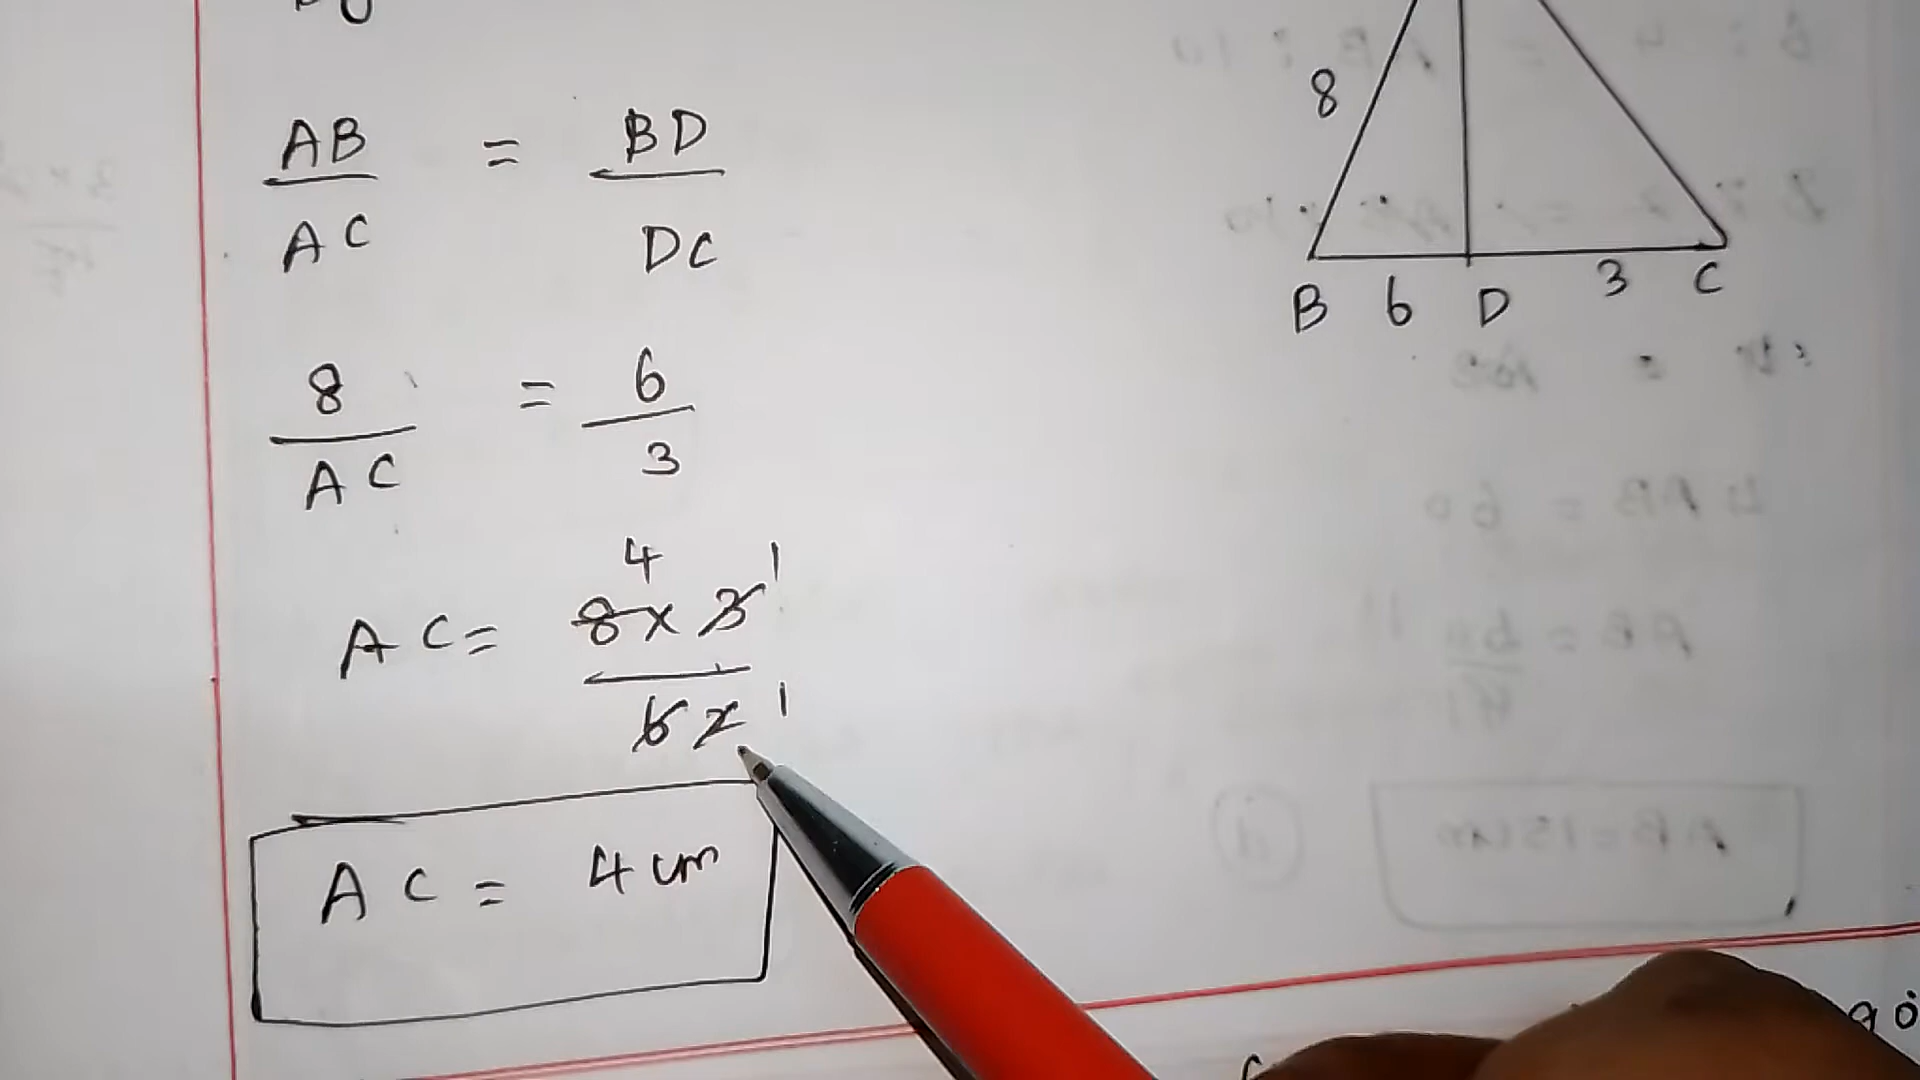 AB = BD
AC DC
8
B 6 D 3 C
8 = 6
AC 3
4 1
AC = 8 x 3
6 2 1
AC = 4 cm